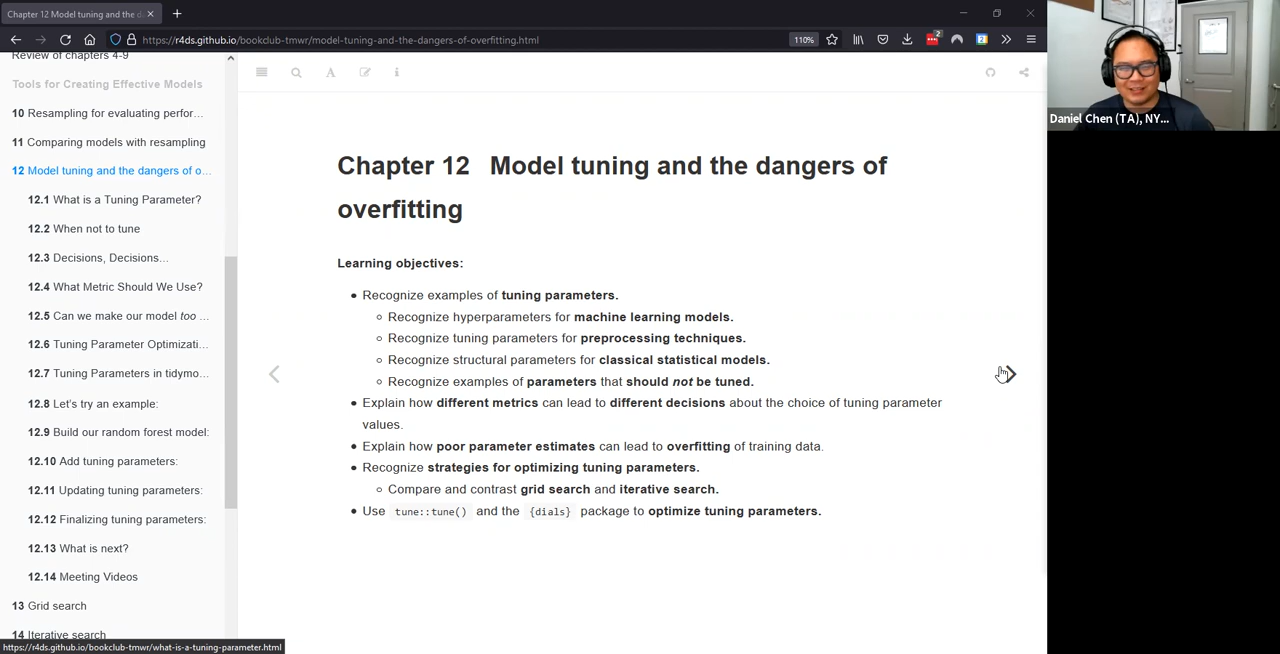 Chapter 12 Model tuning and the d
https://r4ds.github.io/bookclub-tmwr/model-tuning-and-the-dangers-of-overfitting.html
110%
2
Review of chapters 4-9
Tools for Creating Effective Models
10 Resampling for evaluating perfor...
11 Comparing models with resampling
12 Model tuning and the dangers of o...
12.1 What is a Tuning Parameter?
12.2 When not to tune
12.3 Decisions, Decisions...
12.4 What Metric Should We Use?
12.5 Can we make our model too ...
12.6 Tuning Parameter Optimizati...
12.7 Tuning Parameters in tidymo...
12.8 Let's try an example:
12.9 Build our random forest model:
12.10 Add tuning parameters:
12.11 Updating tuning parameters:
12.12 Finalizing tuning parameters:
12.13 What is next?
12.14 Meeting Videos
13 Grid search
14 Iterative search
https://r4ds.github.io/bookclub-tmwr/what-is-a-tuning-parameter.html
Chapter 12 Model tuning and the dangers of
overfitting
Learning objectives:
• Recognize examples of tuning parameters.
○ Recognize hyperparameters for machine learning models.
○ Recognize tuning parameters for preprocessing techniques.
○ Recognize structural parameters for classical statistical models.
○ Recognize examples of parameters that should not be tuned.
• Explain how different metrics can lead to different decisions about the choice of tuning parameter
values.
• Explain how poor parameter estimates can lead to overfitting of training data.
• Recognize strategies for optimizing tuning parameters.
○ Compare and contrast grid search and iterative search.
• Use tune::tune() and the {dials} package to optimize tuning parameters.
Daniel Chen (TA), NY...